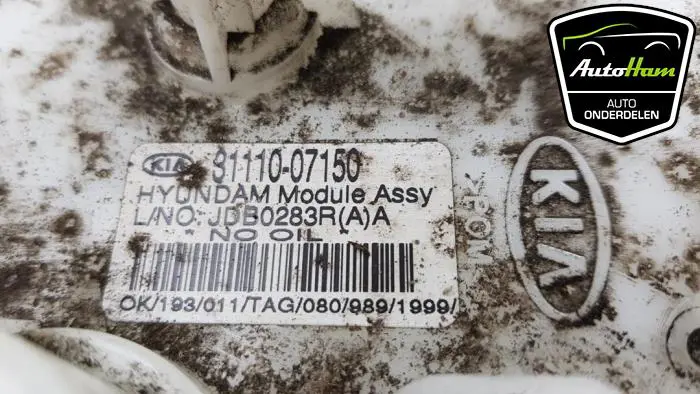 AutoHam
AUTO
ONDERDELEN
KIA 31110-07150
HYUNDAM Module Assy
L/NO: JDB0283R(A)A
* NO OIL *
OK/193/011/TAG/080/989/1999/
>POM<
KIA